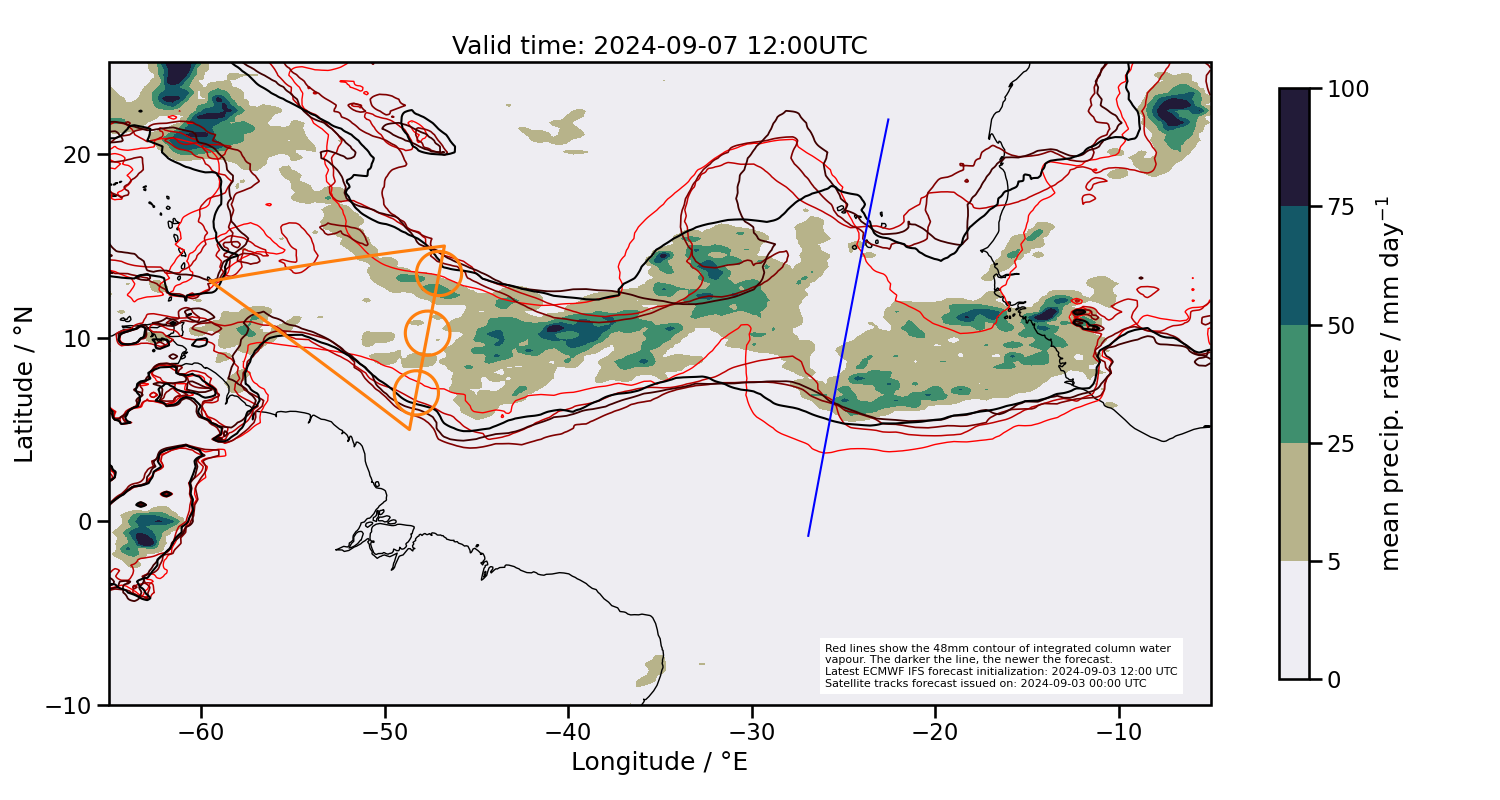 Valid time: 2024-09-07 12:00UTC
Latitude / °N
20
10
0
−10
−60
−50
−40
−30
−20
−10
Longitude / °E
Red lines show the 48mm contour of integrated column water
vapour. The darker the line, the newer the forecast.
Latest ECMWF IFS forecast initialization: 2024-09-03 12:00 UTC
Satellite tracks forecast issued on: 2024-09-03 00:00 UTC
100
75
50
25
5
0
mean precip. rate / mm day⁻¹